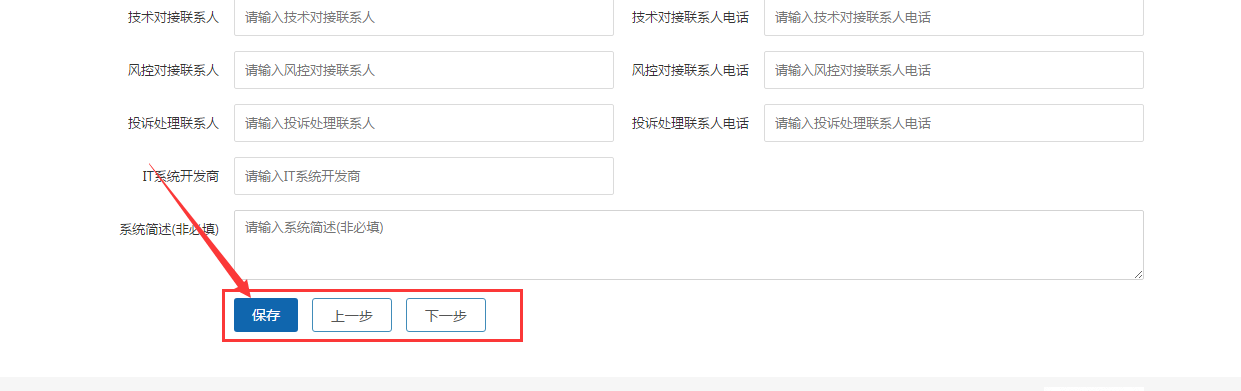 技术对接联系人 请输入技术对接联系人 技术对接联系人电话 请输入技术对接联系人电话
风控对接联系人 请输入风控对接联系人 风控对接联系人电话 请输入风控对接联系人电话
投诉处理联系人 请输入投诉处理联系人 投诉处理联系人电话 请输入投诉处理联系人电话
IT系统开发商 请输入IT系统开发商
系统简述(非必填) 请输入系统简述(非必填)
保存 上一步 下一步